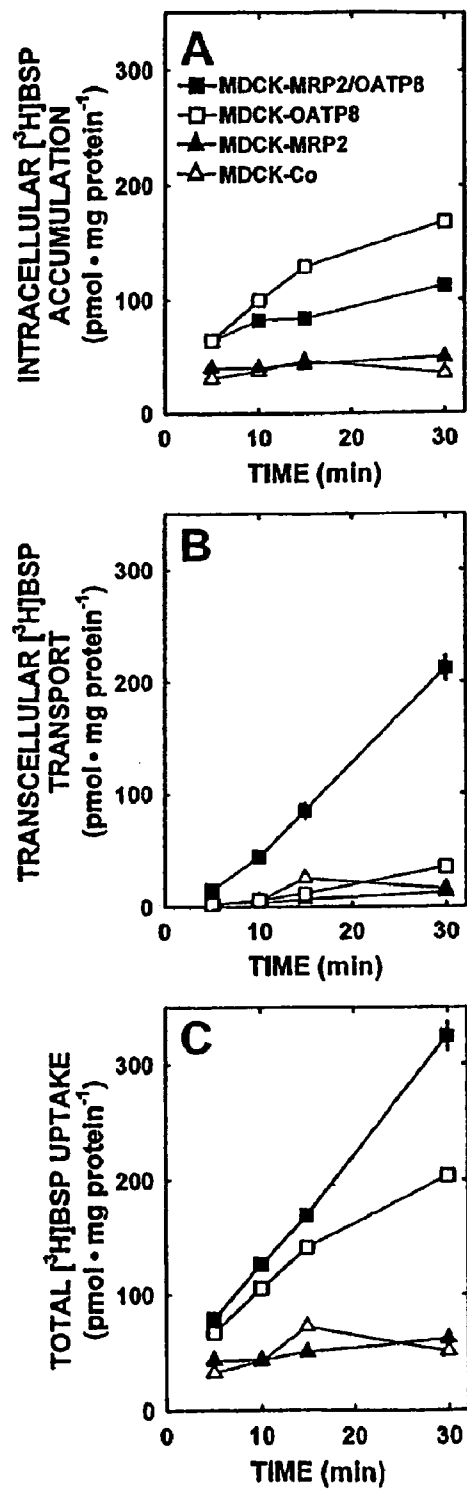 A
INTRACELLULAR [³H]BSP
ACCUMULATION
(pmol • mg protein⁻¹)
300
200
100
0
MDCK-MRP2/OATP8
MDCK-OATP8
MDCK-MRP2
MDCK-Co
0 10 20 30
TIME (min)
B
TRANSCELLULAR [³H]BSP
TRANSPORT
(pmol • mg protein⁻¹)
300
200
100
0
0 10 20 30
TIME (min)
C
TOTAL [³H]BSP UPTAKE
(pmol • mg protein⁻¹)
300
200
100
0
0 10 20 30
TIME (min)